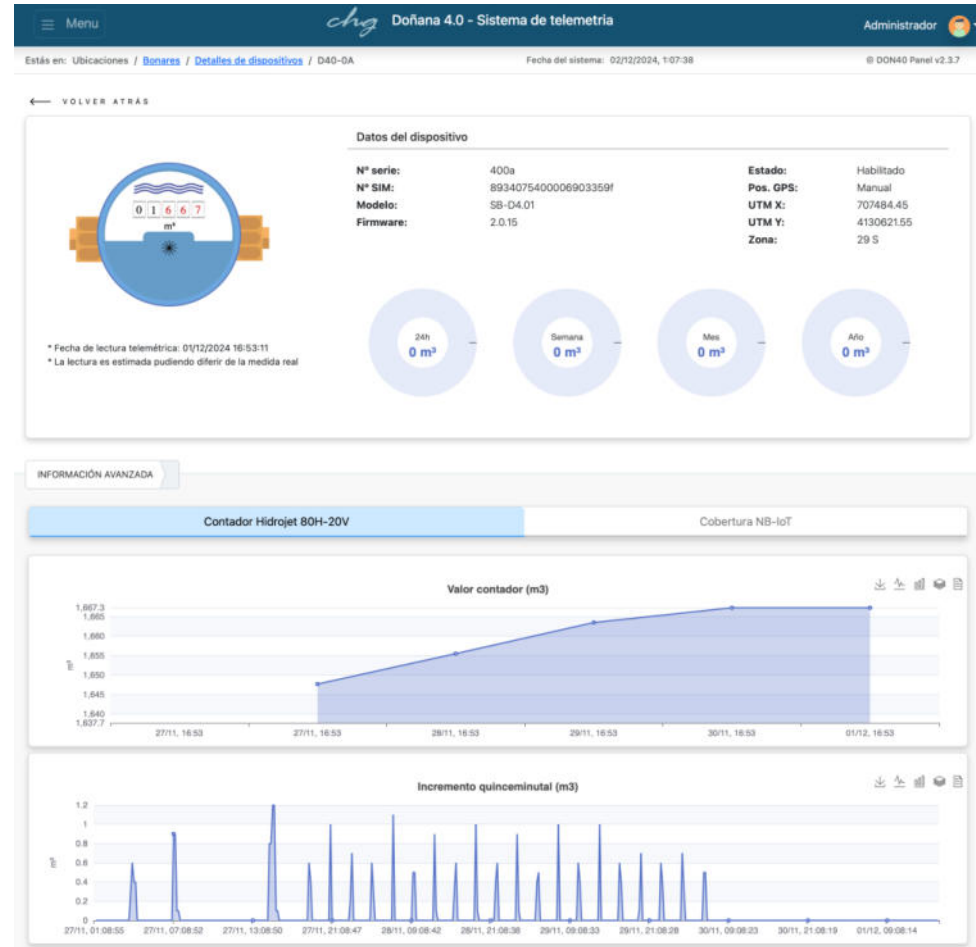 Menu
chg Doñana 4.0 - Sistema de telemetria
Administrador
Estás en: Ubicaciones / Bonares / Detalles de dispositivos / D40-0A
Fecha del sistema: 02/12/2024, 1:07:38
© DON40 Panel v2.3.7
VOLVER ATRÁS
Datos del dispositivo
Nº serie: 400a
Nº SIM: 8934075400006903359f
Modelo: SB-D4.01
Firmware: 2.0.15
Estado: Habilitado
Pos. GPS: Manual
UTM X: 707484.45
UTM Y: 4130621.55
Zona: 29 S
0 1 6 6 7
m³
24h
0 m³
Semana
0 m³
Mes
0 m³
Año
0 m³
* Fecha de lectura telemétrica: 01/12/2024 16:53:11
* La lectura es estimada pudiendo diferir de la medida real
INFORMACIÓN AVANZADA
Contador Hidrojet 80H-20V
Cobertura NB-IoT
Valor contador (m3)
m³
1,667.3
1,665
1,660
1,655
1,650
1,645
1,640
1,637.7
27/11, 16:53
27/11, 16:53
28/11, 16:53
29/11, 16:53
30/11, 16:53
01/12, 16:53
Incremento quinceminutal (m3)
m³
1.2
1
0.8
0.6
0.4
0.2
0
27/11, 01:08:55
27/11, 07:08:52
27/11, 13:08:50
27/11, 21:08:47
28/11, 09:08:42
28/11, 21:08:38
29/11, 09:08:33
29/11, 21:08:28
30/11, 09:08:23
30/11, 21:08:19
01/12, 09:08:14